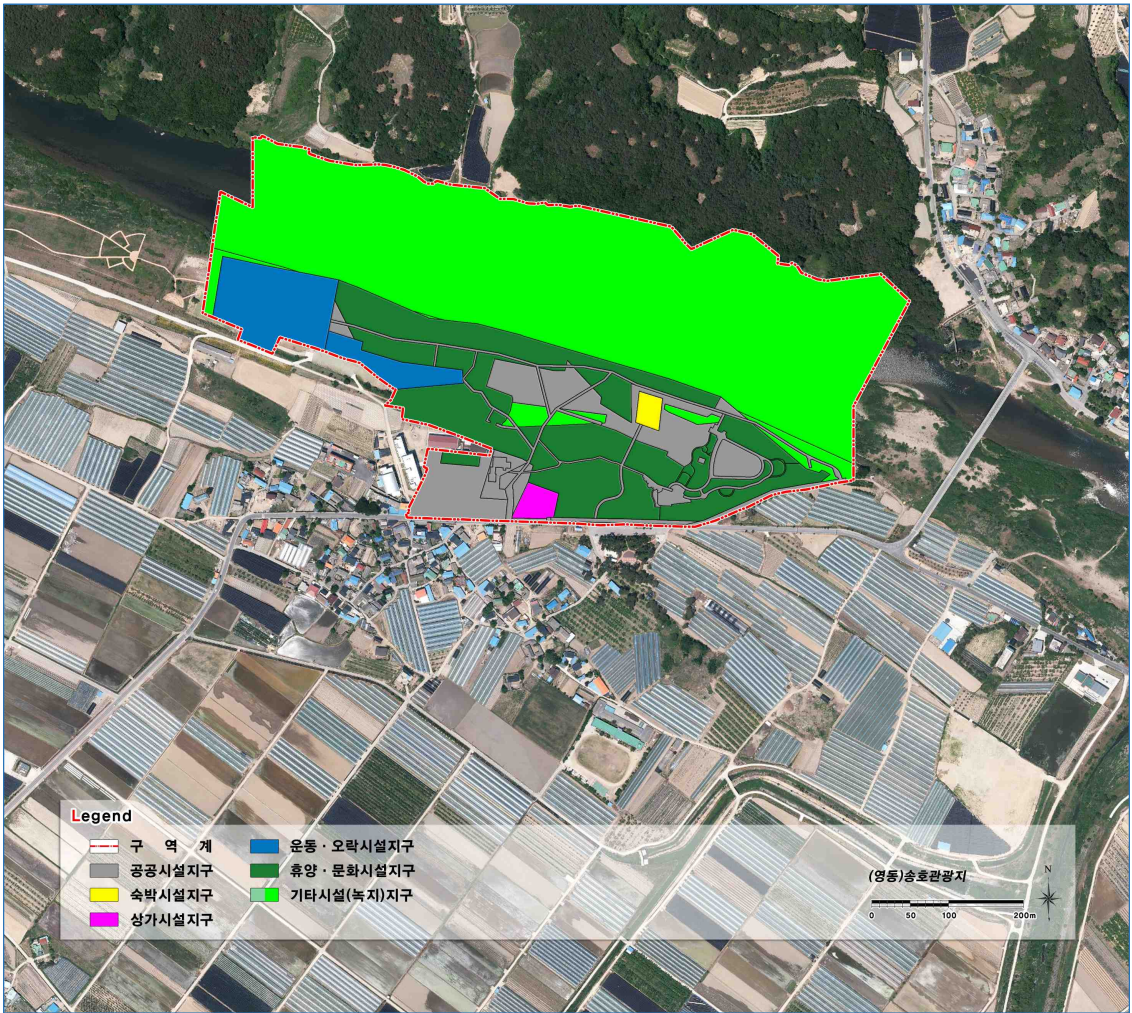 Legend
구 역 계
공공시설지구
숙박시설지구
상가시설지구
운동 · 오락시설지구
휴양 · 문화시설지구
기타시설(녹지)지구
(영동)송호관광지
N
0 50 100 200m